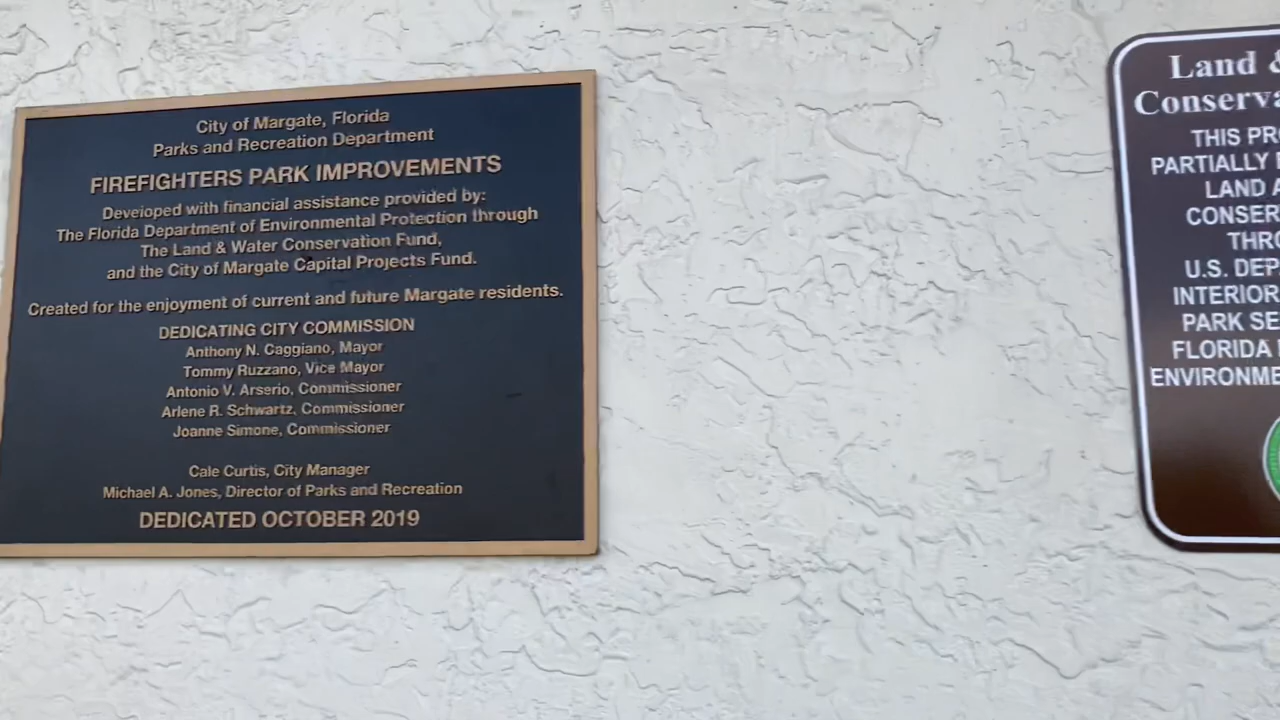 City of Margate, Florida
Parks and Recreation Department
FIREFIGHTERS PARK IMPROVEMENTS
Developed with financial assistance provided by:
The Florida Department of Environmental Protection through
The Land & Water Conservation Fund,
and the City of Margate Capital Projects Fund.
Created for the enjoyment of current and future Margate residents.
DEDICATING CITY COMMISSION
Anthony N. Caggiano, Mayor
Tommy Ruzzano, Vice Mayor
Antonio V. Arserio, Commissioner
Arlene R. Schwartz, Commissioner
Joanne Simone, Commissioner
Cale Curtis, City Manager
Michael A. Jones, Director of Parks and Recreation
DEDICATED OCTOBER 2019
Land &
Conserva
THIS PR
PARTIALLY
LAND A
CONSER
THRO
U.S. DEP
INTERIOR
PARK SE
FLORIDA
ENVIRONME